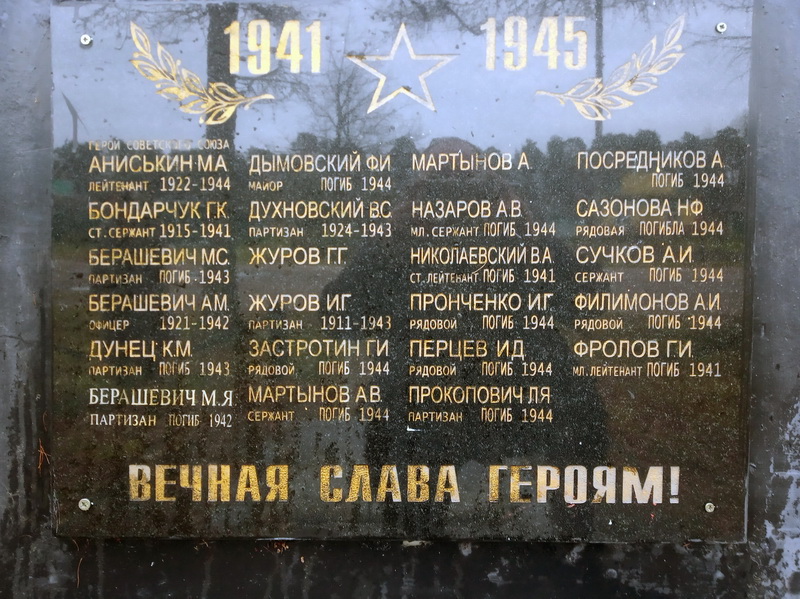 1941 1945
ГЕРОЙ СОВЕТСКОГО СОЮЗА
АНИСЬКИН М.А
ЛЕЙТЕНАНТ 1922-1944
БОНДАРЧУК Г.К.
СТ. СЕРЖАНТ 1915-1941
БЕРАШЕВИЧ М.С.
ПАРТИЗАН ПОГИБ 1943
БЕРАШЕВИЧ А.М.
ОФИЦЕР 1921-1942
ДУНЕЦ К.М.
ПАРТИЗАН ПОГИБ 1943
БЕРАШЕВИЧ М.Я
ПАРТИЗАН ПОГИБ 1942
ДЫМОВСКИЙ Ф.И
МАЙОР ПОГИБ 1944
ДУХНОВСКИЙ В.С.
ПАРТИЗАН 1924-1943
ЖУРОВ Г.Г.
ЖУРОВ И.Г.
ПАРТИЗАН 1911-1943
ЗАСТРОТИН Г.И
РЯДОВОЙ ПОГИБ 1944
МАРТЫНОВ А.В.
СЕРЖАНТ ПОГИБ 1944
МАРТЫНОВ А.
НАЗАРОВ А.В.
МЛ. СЕРЖАНТ ПОГИБ 1944
НИКОЛАЕВСКИЙ В.А.
СТ. ЛЕЙТЕНАНТ ПОГИБ 1941
ПРОНЧЕНКО И.Г.
РЯДОВОЙ ПОГИБ 1944
ПЕРЦЕВ И.Д.
РЯДОВОЙ ПОГИБ 1944
ПРОКОПОВИЧ Л.Я
ПАРТИЗАН ПОГИБ 1944
ПОСРЕДНИКОВ А.
ПОГИБ 1944
САЗОНОВА Н.Ф
РЯДОВАЯ ПОГИБЛА 1944
СУЧКОВ А.И.
СЕРЖАНТ ПОГИБ 1944
ФИЛИМОНОВ А.И
РЯДОВОЙ ПОГИБ 1944
ФРОЛОВ Г.И.
МЛ. ЛЕЙТЕНАНТ ПОГИБ 1941
ВЕЧНАЯ СЛАВА ГЕРОЯМ!